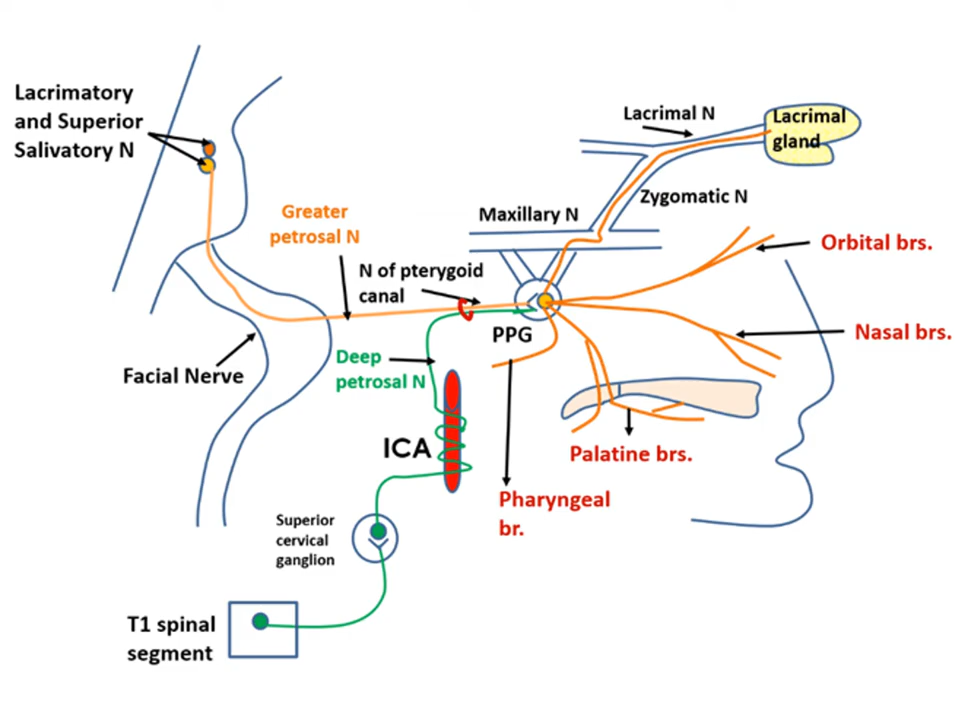 Lacrimatory
and Superior
Salivatory N
Greater
petrosal N
N of pterygoid
canal
Maxillary N
Lacrimal N
Lacrimal
gland
Zygomatic N
Orbital brs.
Nasal brs.
PPG
Facial Nerve
Deep
petrosal N
ICA
Palatine brs.
Pharyngeal
br.
Superior
cervical
ganglion
T1 spinal
segment